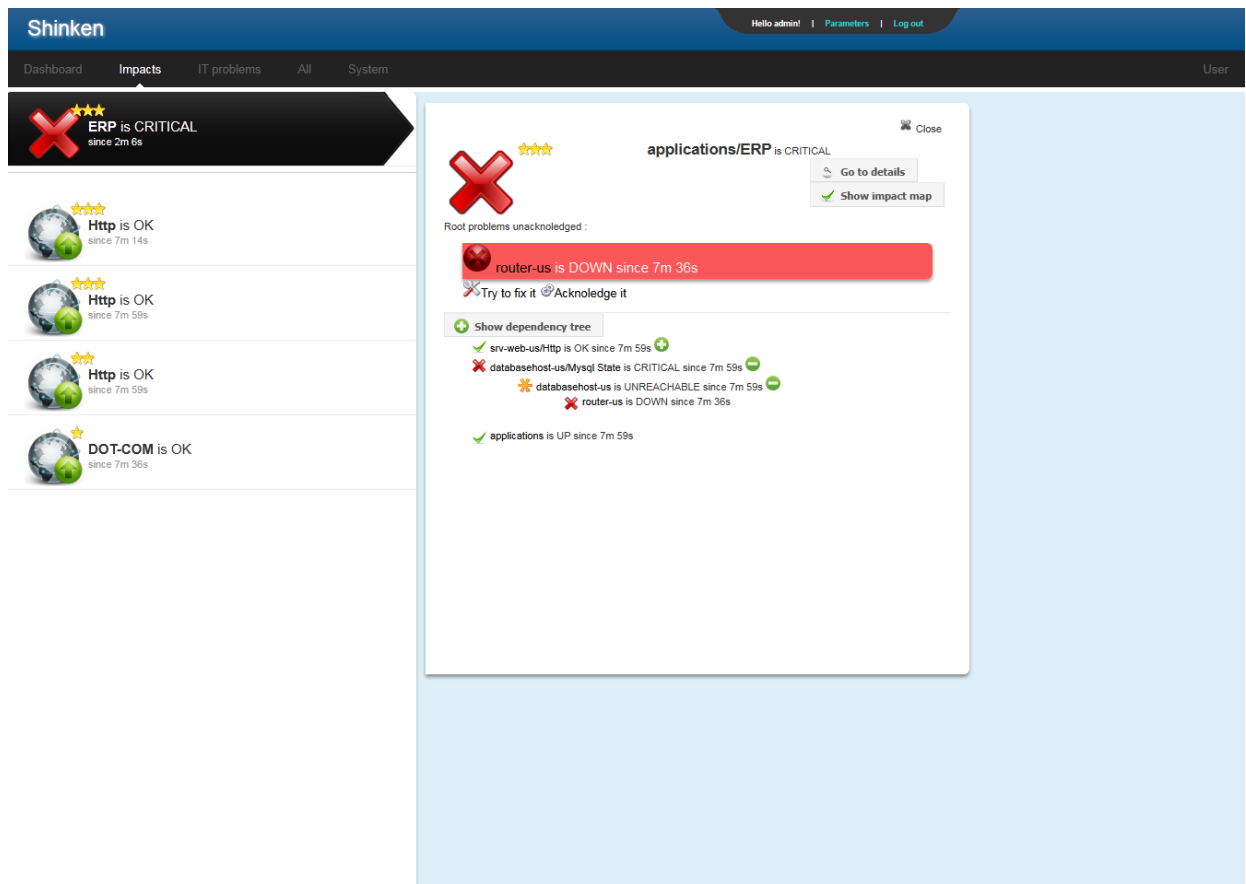 Shinken
Hello admin! | Parameters | Log out
Dashboard Impacts IT problems All System User
ERP is CRITICAL
since 2m 6s
Http is OK
since 7m 14s
Http is OK
since 7m 59s
Http is OK
since 7m 59s
DOT-COM is OK
since 7m 36s
Close
applications/ERP is CRITICAL
Go to details
Show impact map
Root problems unacknoledged :
router-us is DOWN since 7m 36s
Try to fix it Acknoledge it
Show dependency tree
srv-web-us/Http is OK since 7m 59s
databasehost-us/Mysql State is CRITICAL since 7m 59s
databasehost-us is UNREACHABLE since 7m 59s
router-us is DOWN since 7m 36s
applications is UP since 7m 59s